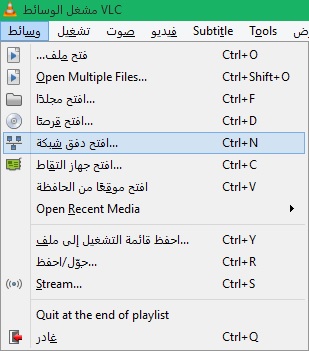 مشغل الوسائط VLC
وسائط تشغيل صوت فيديو Subtitle Tools رض
فتح ملف... Ctrl+O
Open Multiple Files... Ctrl+Shift+O
افتح مجلدًا... Ctrl+F
افتح قرصًا... Ctrl+D
افتح دفق شبكة... Ctrl+N
افتح جهاز التقاط... Ctrl+C
افتح موقعًا من الحافظة Ctrl+V
Open Recent Media
احفظ قائمة التشغيل إلى ملف... Ctrl+Y
حوّل/احفظ... Ctrl+R
Stream... Ctrl+S
Quit at the end of playlist
غادر Ctrl+Q